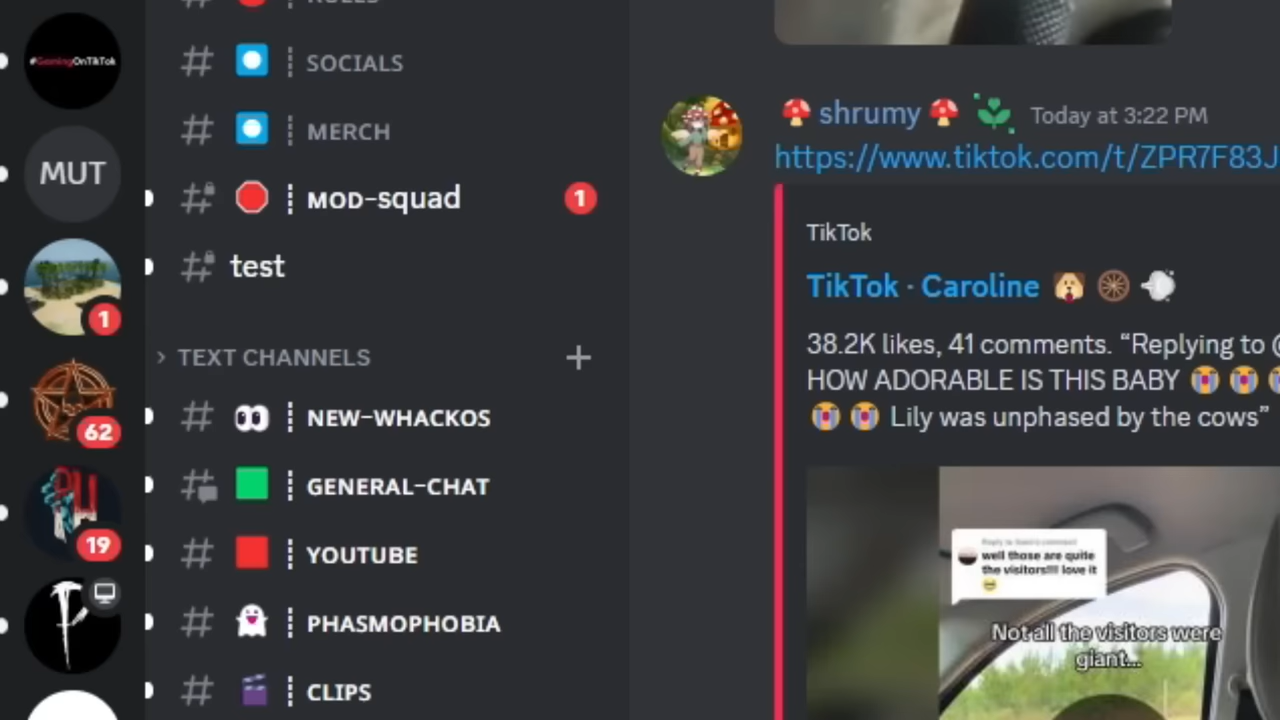 #GamingOnTikTok
MUT
1
62
19
RULES
SOCIALS
MERCH
MOD-squad
1
test
TEXT CHANNELS
NEW-WHACKOS
GENERAL-CHAT
YOUTUBE
PHASMOPHOBIA
CLIPS
shrumy Today at 3:22 PM
https://www.tiktok.com/t/ZPR7F83J
TikTok
TikTok · Caroline
38.2K likes, 41 comments. “Replying to @
HOW ADORABLE IS THIS BABY 😭 😭
😭 😭 Lily was unphased by the cows”
well those are quite
the visitors!!! love it
Not all the visitors were
giant...